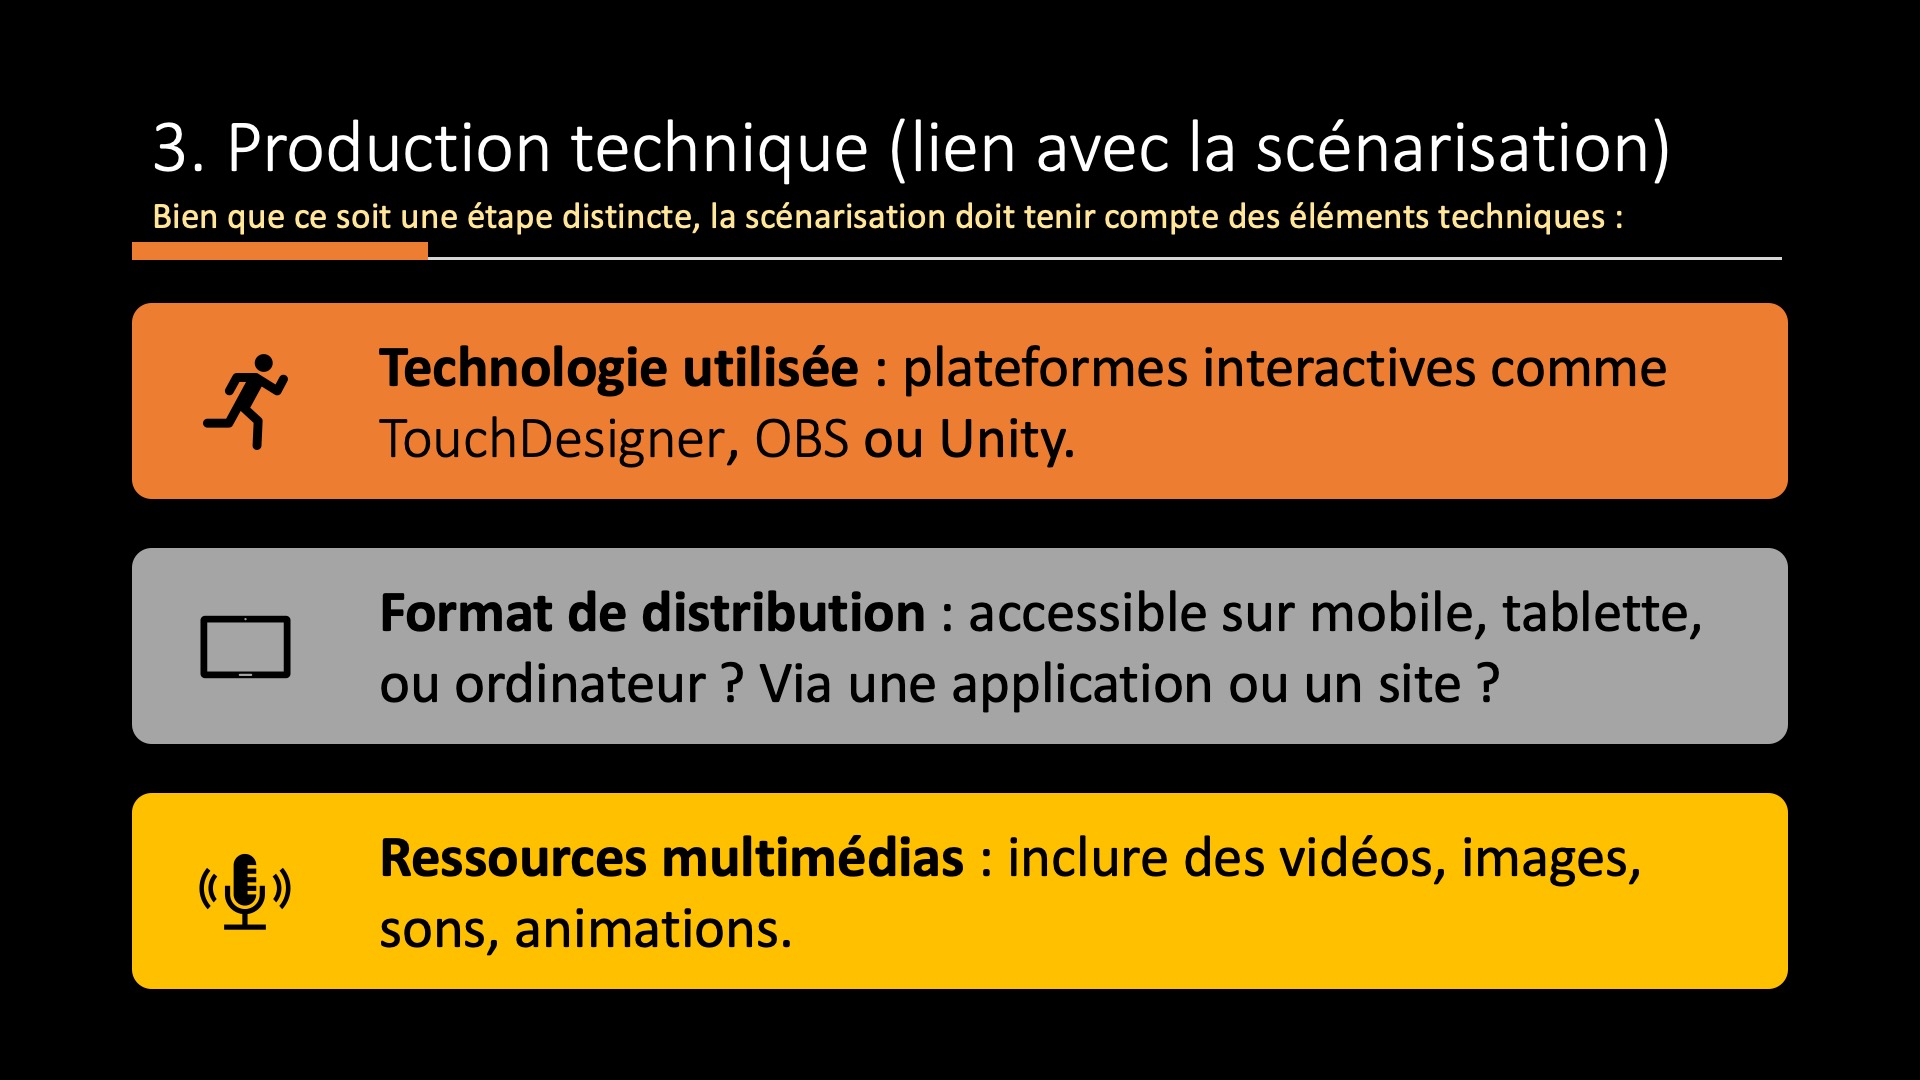 3. Production technique (lien avec la scénarisation)
Bien que ce soit une étape distincte, la scénarisation doit tenir compte des éléments techniques :
Technologie utilisée : plateformes interactives comme
TouchDesigner, OBS ou Unity.
Format de distribution : accessible sur mobile, tablette,
ou ordinateur ? Via une application ou un site ?
Ressources multimédias : inclure des vidéos, images,
sons, animations.